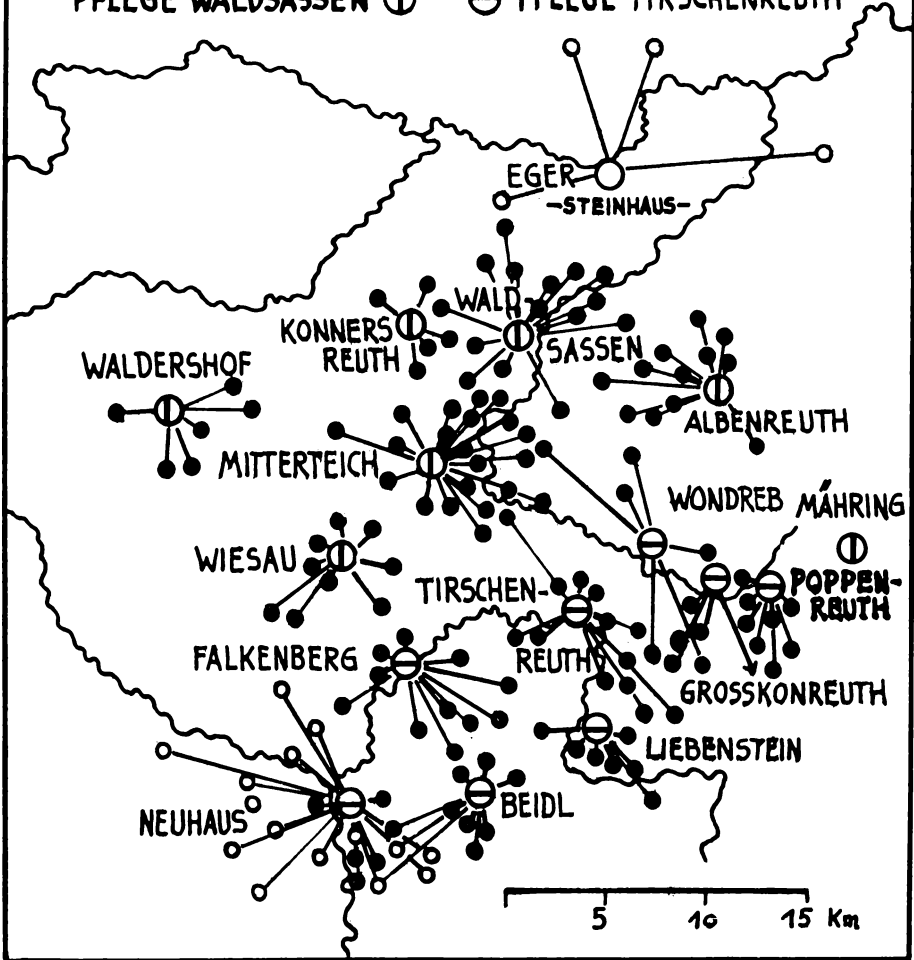 PFLEGE WALDSASSEN
PFLEGE TIRSCHENREUTH
EGER
-STEINHAUS-
WALD-
SASSEN
KONNERS
REUTH
WALDERSHOF
ALBENREUTH
MITTERTEICH
WONDREB
MÄHRING
WIESAU
POPPEN-
REUTH
TIRSCHEN-
REUTH
FALKENBERG
GROSSKONREUTH
LIEBENSTEIN
NEUHAUS
BEIDL
5 10 15 Km